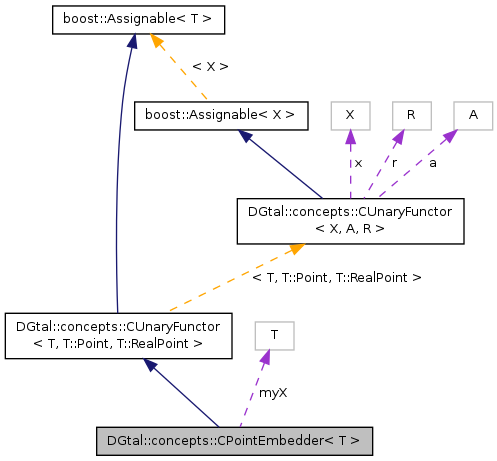 boost::Assignable< T >
< X >
boost::Assignable< X >
X
R
A
x
r
a
DGtal::concepts::CUnaryFunctor
< X, A, R >
< T, T::Point, T::RealPoint >
DGtal::concepts::CUnaryFunctor
< T, T::Point, T::RealPoint >
T
myX
DGtal::concepts::CPointEmbedder< T >